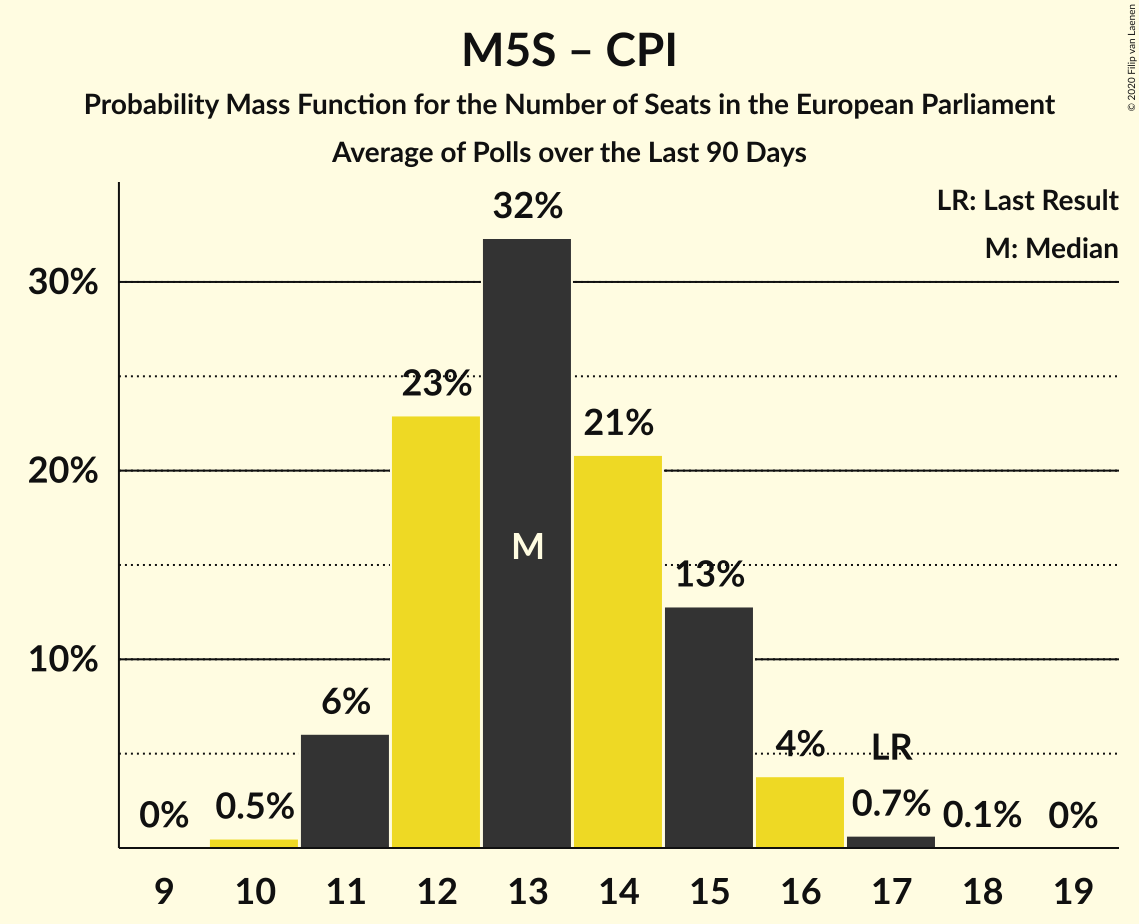 M5S – CPI
Probability Mass Function for the Number of Seats in the European Parliament
Average of Polls over the Last 90 Days
© 2020 Filip van Laenen
LR: Last Result
M: Median
30%
20%
10%
0%
0.5%
6%
23%
32%
M
21%
13%
4%
LR
0.7%
0.1%
0%
9 10 11 12 13 14 15 16 17 18 19